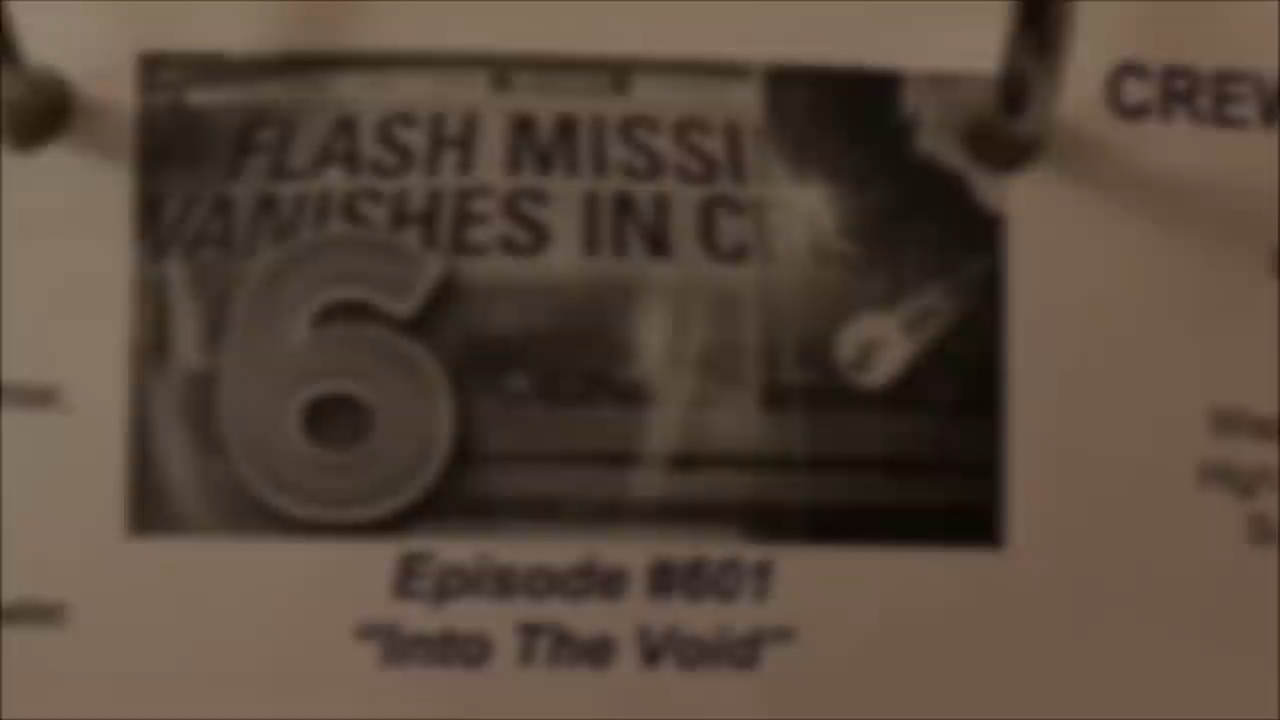 CREW
FLASH MISSI
VANISHES IN C
6
Episode #601
"Into The Void"